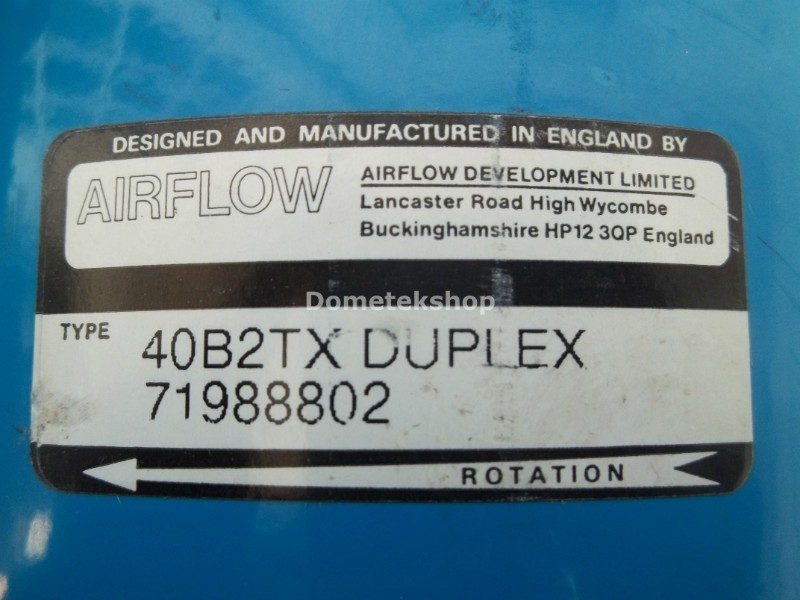 DESIGNED AND MANUFACTURED IN ENGLAND BY
AIRFLOW
AIRFLOW DEVELOPMENT LIMITED
Lancaster Road High Wycombe
Buckinghamshire HP12 3QP England
Dometekshop
TYPE
40B2TX DUPLEX
71988802
ROTATION